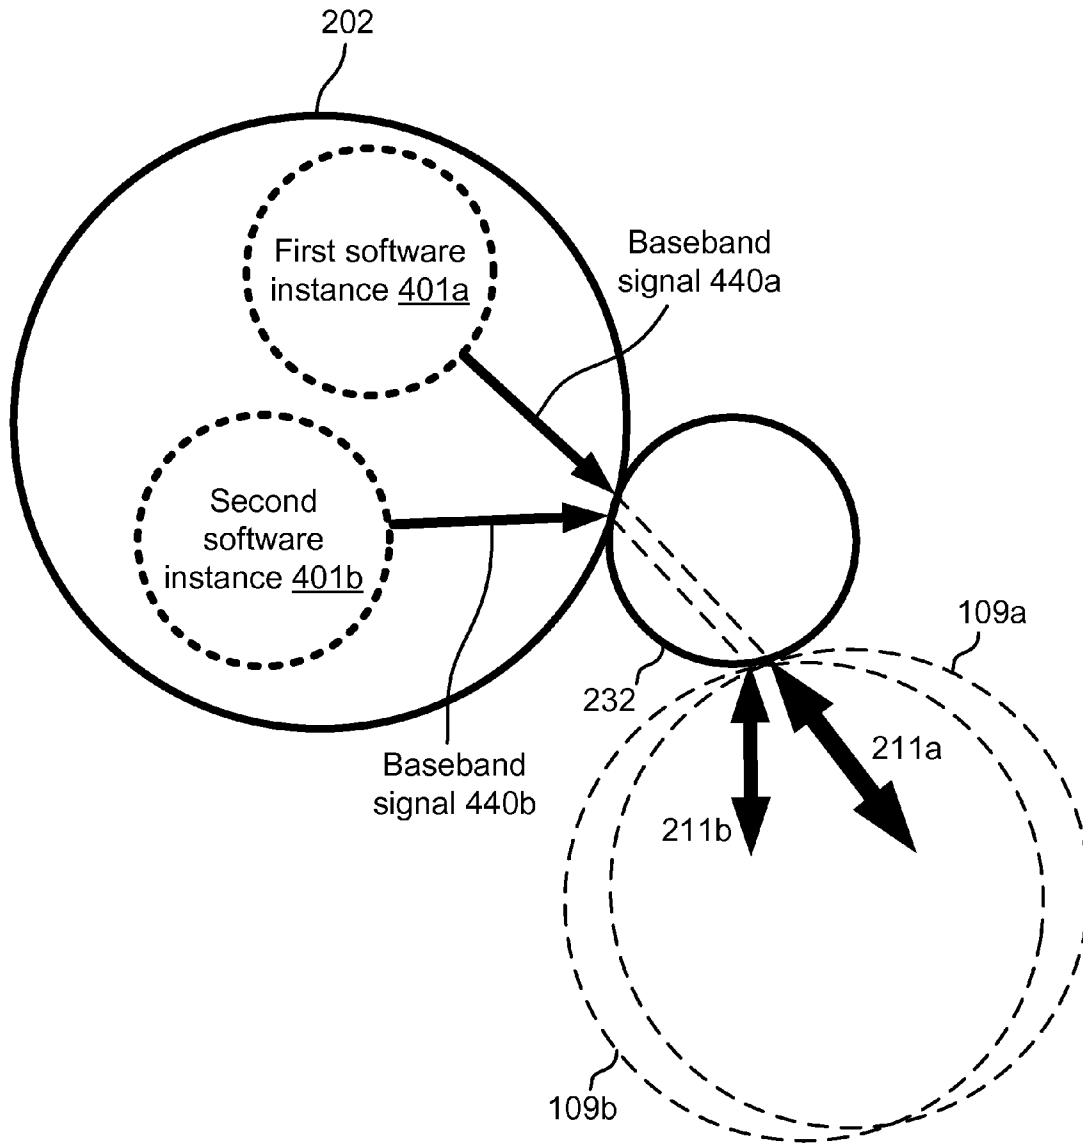 202
First software
instance 401a
Baseband
signal 440a
Second
software
instance 401b
109a
232
211a
Baseband
signal 440b
211b
109b